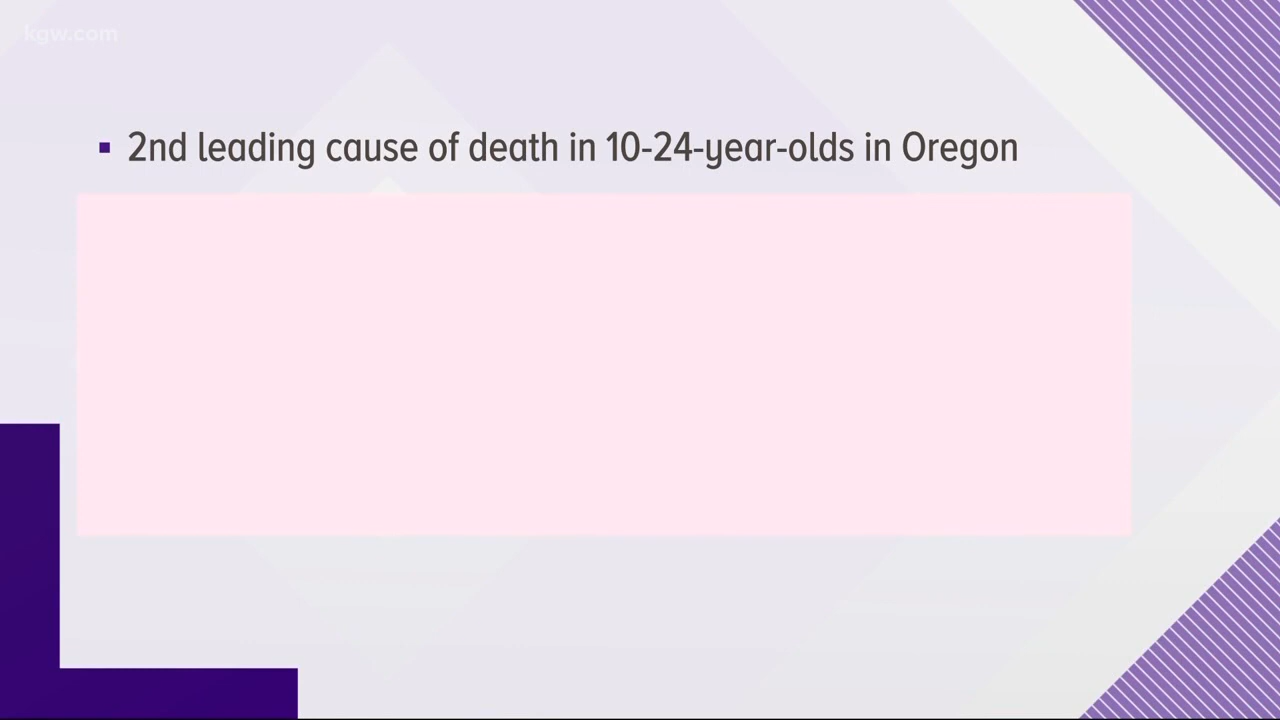 kgw.com
2nd leading cause of death in 10-24-year-olds in Oregon